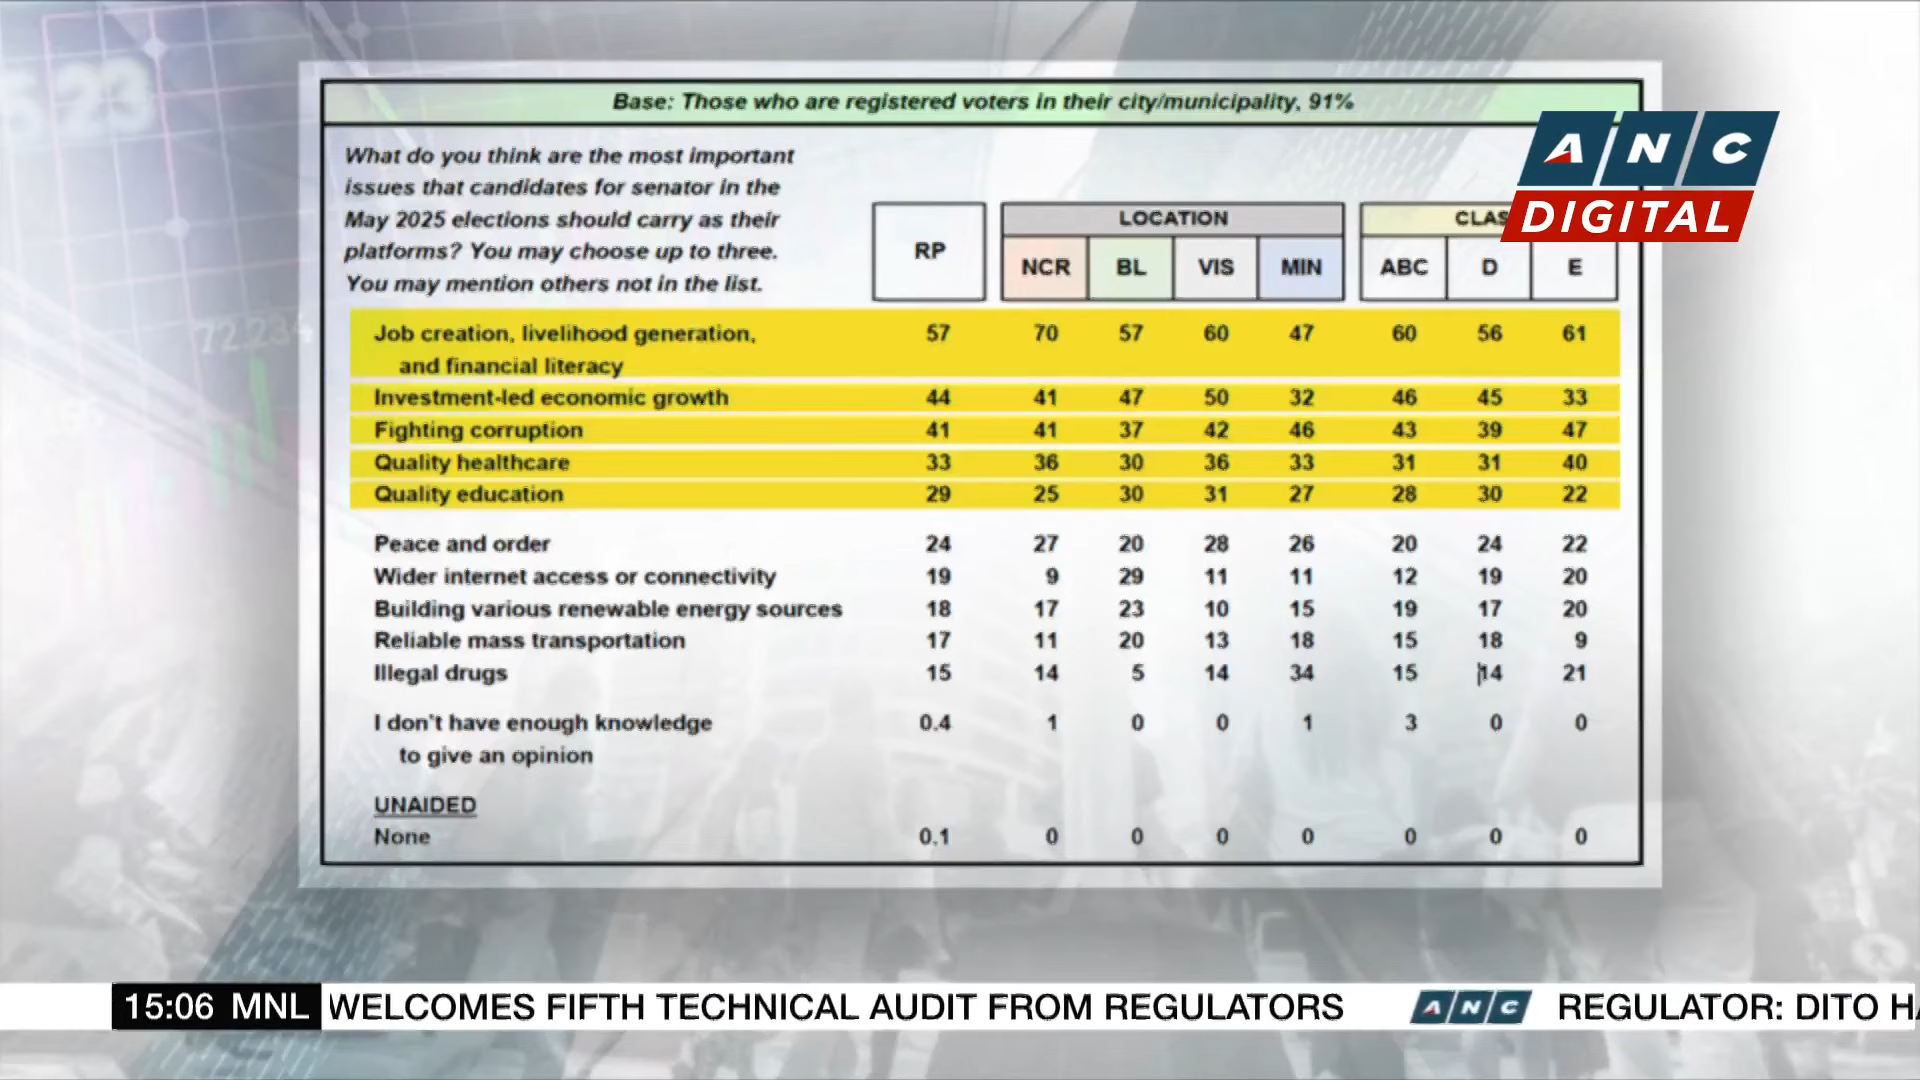 Base: Those who are registered voters in their city/municipality, 91%
ANC
DIGITAL
What do you think are the most important
issues that candidates for senator in the
May 2025 elections should carry as their
platforms? You may choose up to three.
You may mention others not in the list.
RP
LOCATION
CLAS
NCR BL VIS MIN ABC D E
Job creation, livelihood generation, 57 70 57 60 47 60 56 61
and financial literacy
Investment-led economic growth 44 41 47 50 32 46 45 33
Fighting corruption 41 41 37 42 46 43 39 47
Quality healthcare 33 36 30 36 33 31 31 40
Quality education 29 25 30 31 27 28 30 22
Peace and order 24 27 20 28 26 20 24 22
Wider internet access or connectivity 19 9 29 11 11 12 19 20
Building various renewable energy sources 18 17 23 10 15 19 17 20
Reliable mass transportation 17 11 20 13 18 15 18 9
Illegal drugs 15 14 5 14 34 15 14 21
I don't have enough knowledge 0.4 1 0 0 1 3 0 0
to give an opinion
UNAIDED
None 0.1 0 0 0 0 0 0 0
15:06 MNL WELCOMES FIFTH TECHNICAL AUDIT FROM REGULATORS ANC REGULATOR: DITO HA